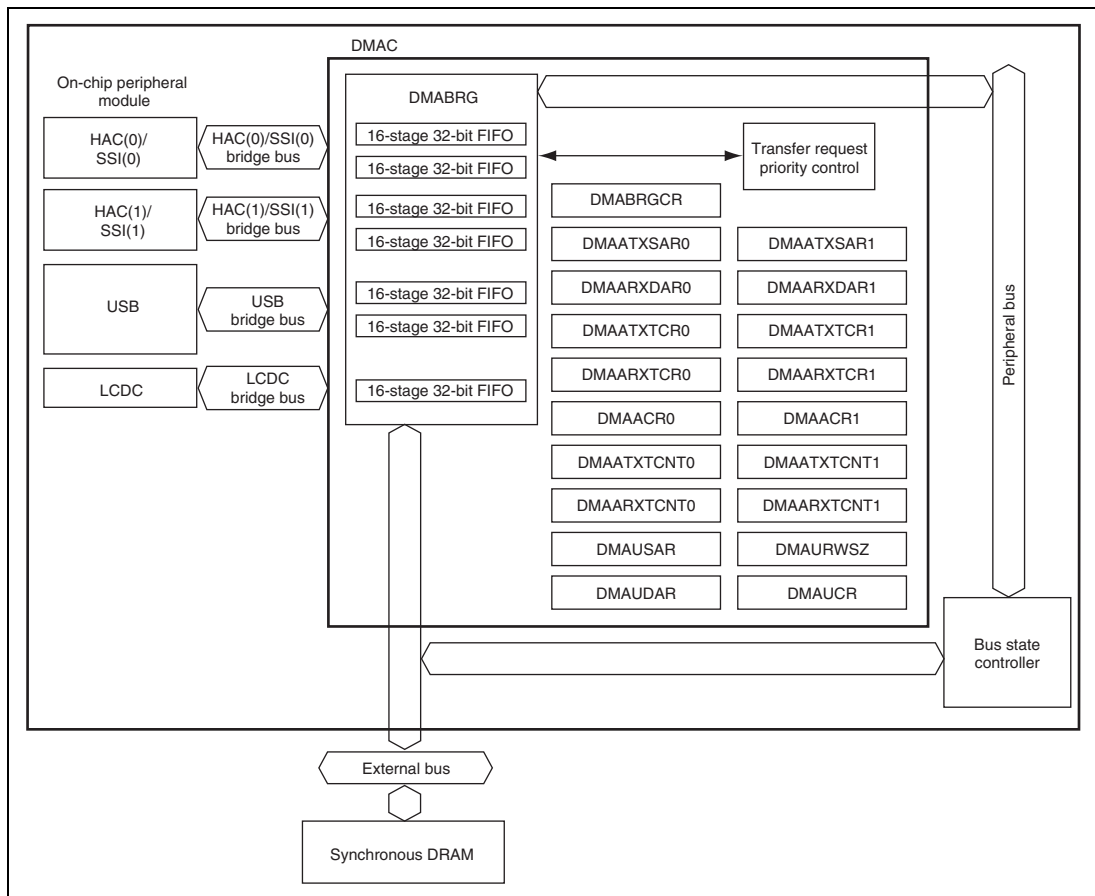 DMAC
On-chip peripheral
module
HAC(0)/
SSI(0)
HAC(0)/SSI(0)
bridge bus
HAC(1)/
SSI(1)
HAC(1)/SSI(1)
bridge bus
USB
USB
bridge bus
LCDC
LCDC
bridge bus
DMABRG
16-stage 32-bit FIFO
16-stage 32-bit FIFO
16-stage 32-bit FIFO
16-stage 32-bit FIFO
16-stage 32-bit FIFO
16-stage 32-bit FIFO
16-stage 32-bit FIFO
Transfer request
priority control
DMABRGCR
DMAATXSAR0
DMAATXSAR1
DMAARXDAR0
DMAARXDAR1
DMAATXTCR0
DMAATXTCR1
DMAARXTCR0
DMAARXTCR1
DMAACR0
DMAACR1
DMAATXTCNT0
DMAATXTCNT1
DMAARXTCNT0
DMAARXTCNT1
DMAUSAR
DMAURWSZ
DMAUDAR
DMAUCR
Peripheral bus
Bus state
controller
External bus
Synchronous DRAM